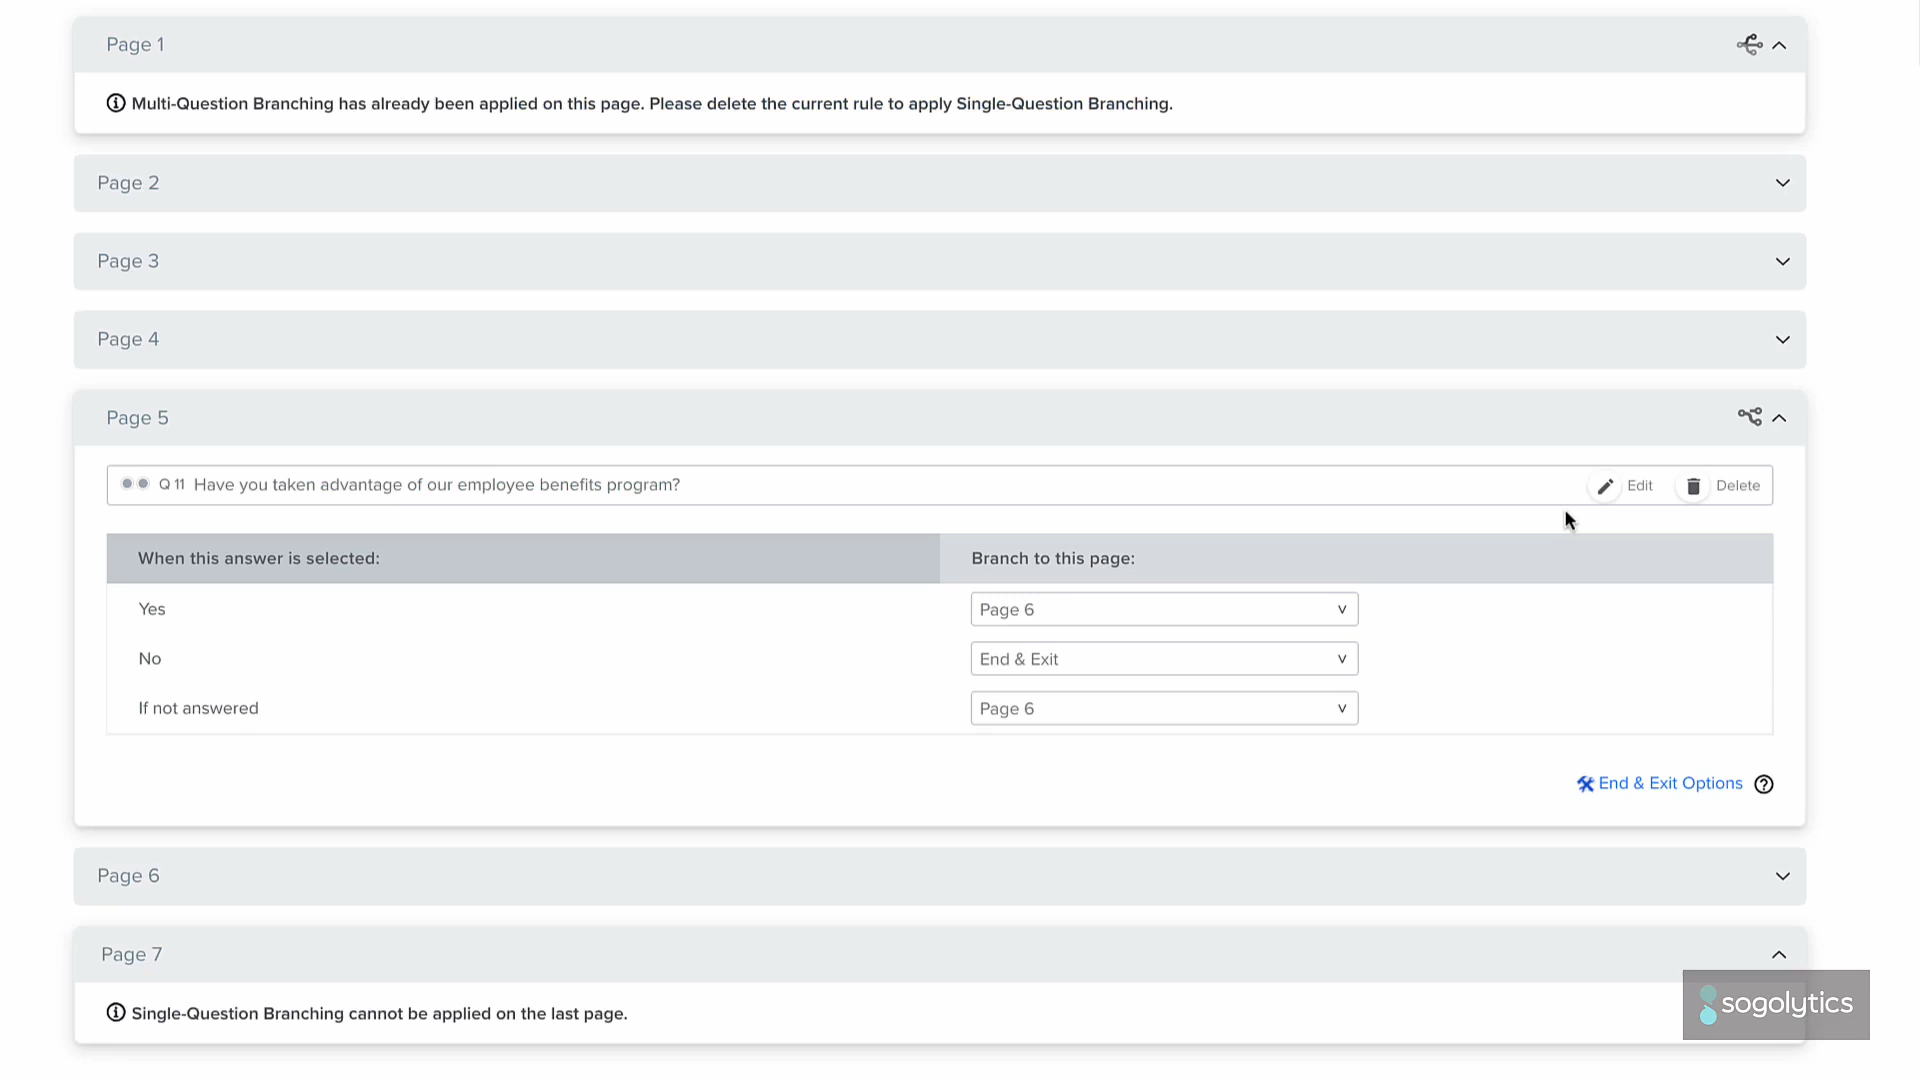 Page 1
Multi-Question Branching has already been applied on this page. Please delete the current rule to apply Single-Question Branching.
Page 2
Page 3
Page 4
Page 5
Q 11 Have you taken advantage of our employee benefits program? Edit Delete
When this answer is selected: Branch to this page:
Yes Page 6
No End & Exit
If not answered Page 6
End & Exit Options
Page 6
Page 7
Single-Question Branching cannot be applied on the last page.
sogolytics